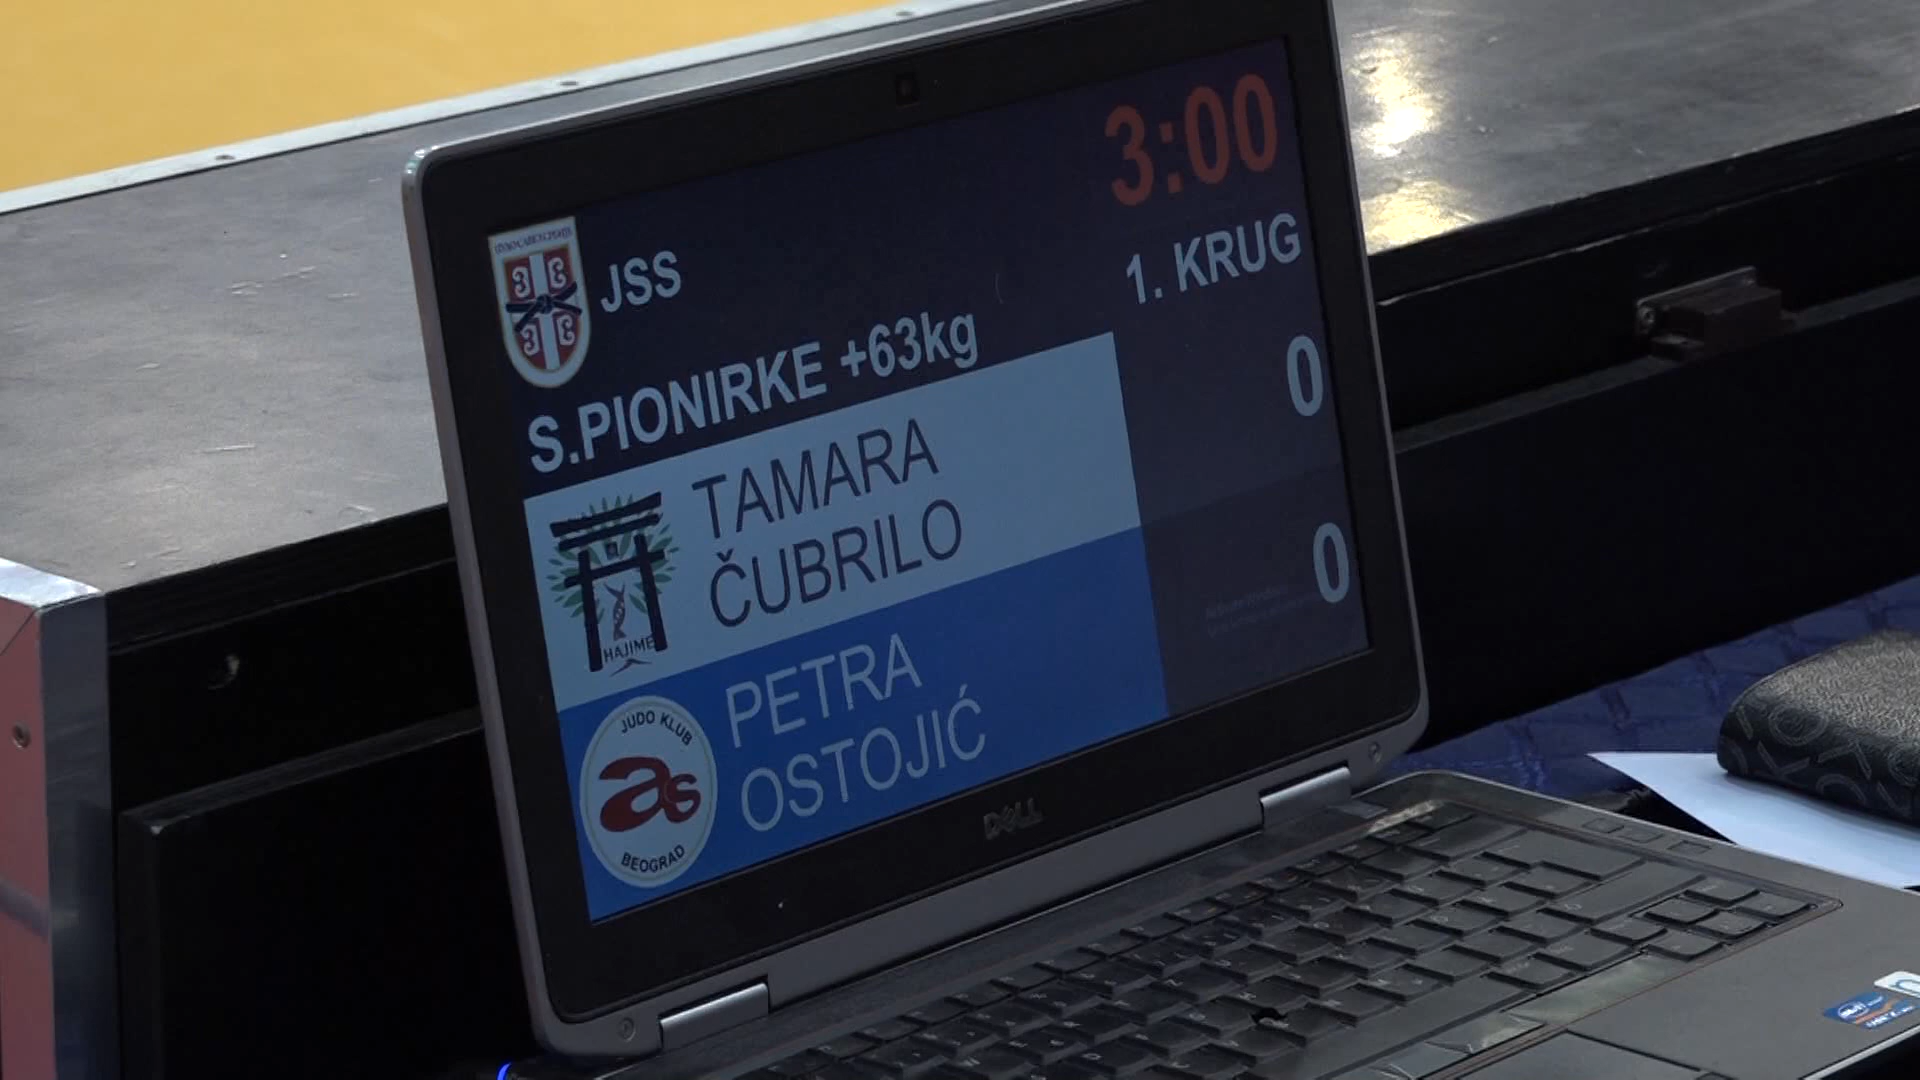 3:00
JSS
1. KRUG
S.PIONIRKE +63kg
TAMARA
ČUBRILO
0
HAJIME
PETRA
OSTOJIĆ
0
JUDO KLUB
as
BEOGRAD
DELL